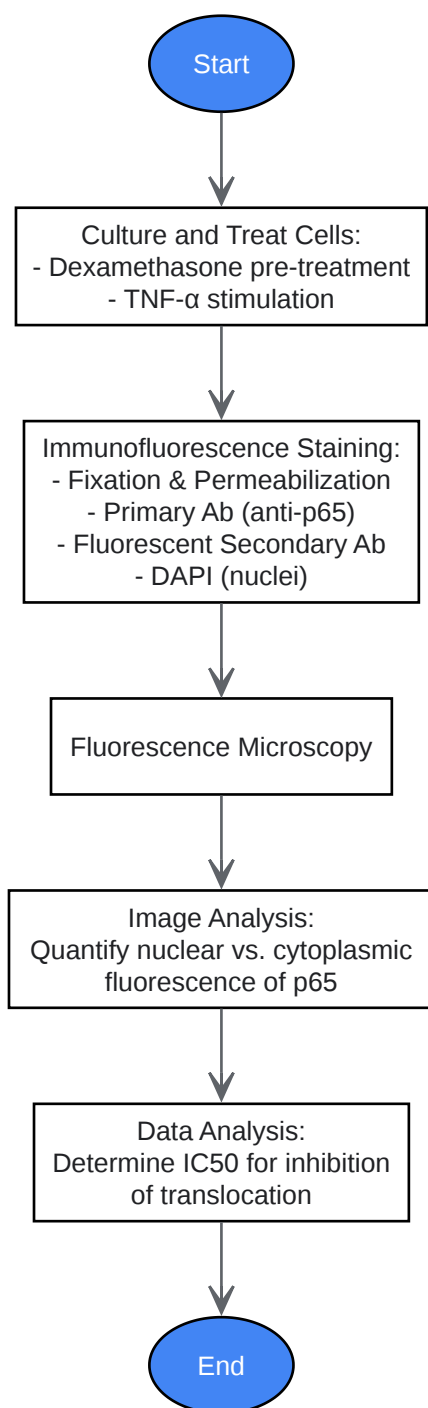 Start
Culture and Treat Cells:
- Dexamethasone pre-treatment
- TNF-α stimulation
Immunofluorescence Staining:
- Fixation & Permeabilization
- Primary Ab (anti-p65)
- Fluorescent Secondary Ab
- DAPI (nuclei)
Fluorescence Microscopy
Image Analysis:
Quantify nuclear vs. cytoplasmic
fluorescence of p65
Data Analysis:
Determine IC50 for inhibition
of translocation
End